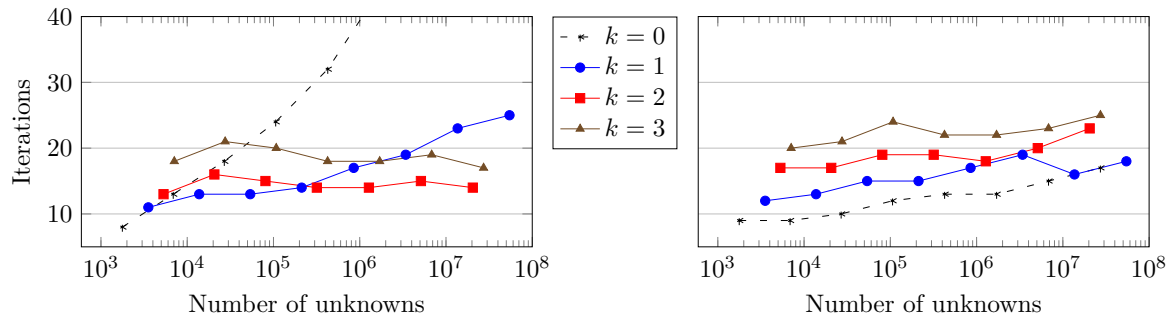 40
30
20
10
Iterations
10^3 10^4 10^5 10^6 10^7 10^8
Number of unknowns
k = 0
k = 1
k = 2
k = 3
10^3 10^4 10^5 10^6 10^7 10^8
Number of unknowns